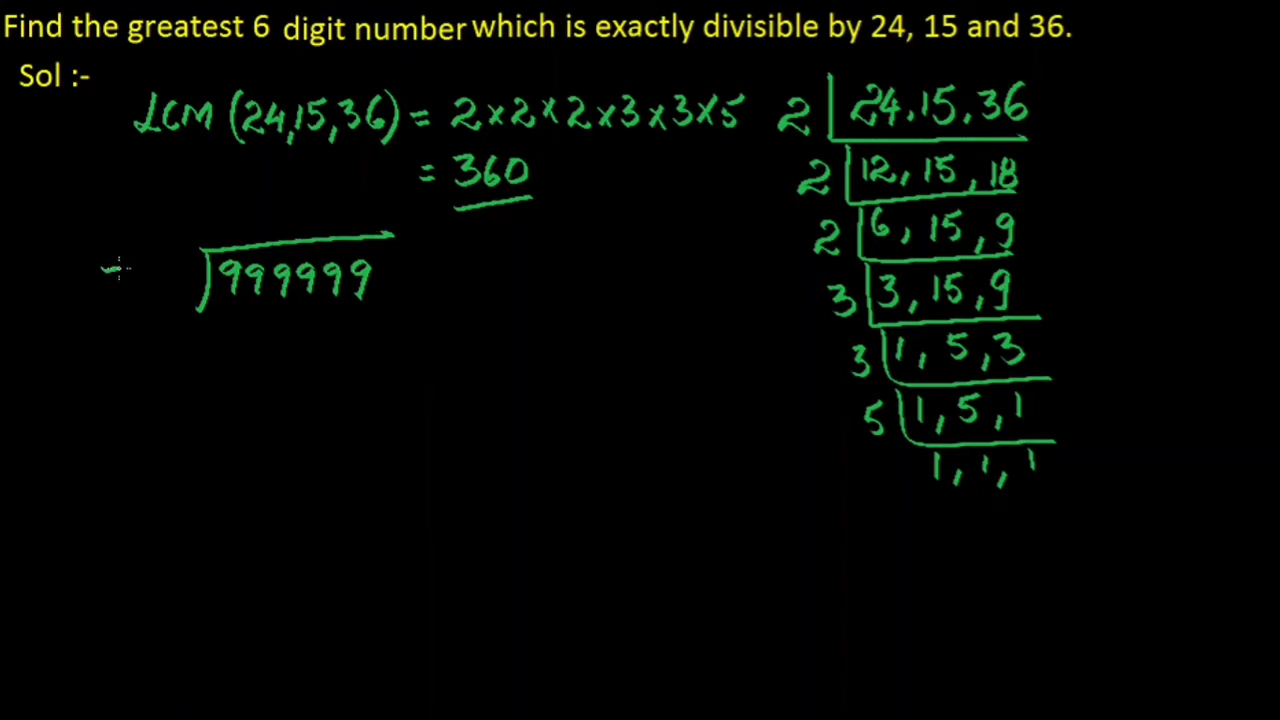 Find the greatest 6 digit number which is exactly divisible by 24, 15 and 36.
Sol :-
LCM (24,15,36) = 2×2×2×3×3×5
= 360
999999
2 24,15,36
2 12, 15, 18
2 6, 15, 9
3 3, 15, 9
3 1, 5, 3
5 1, 5, 1
1, 1, 1